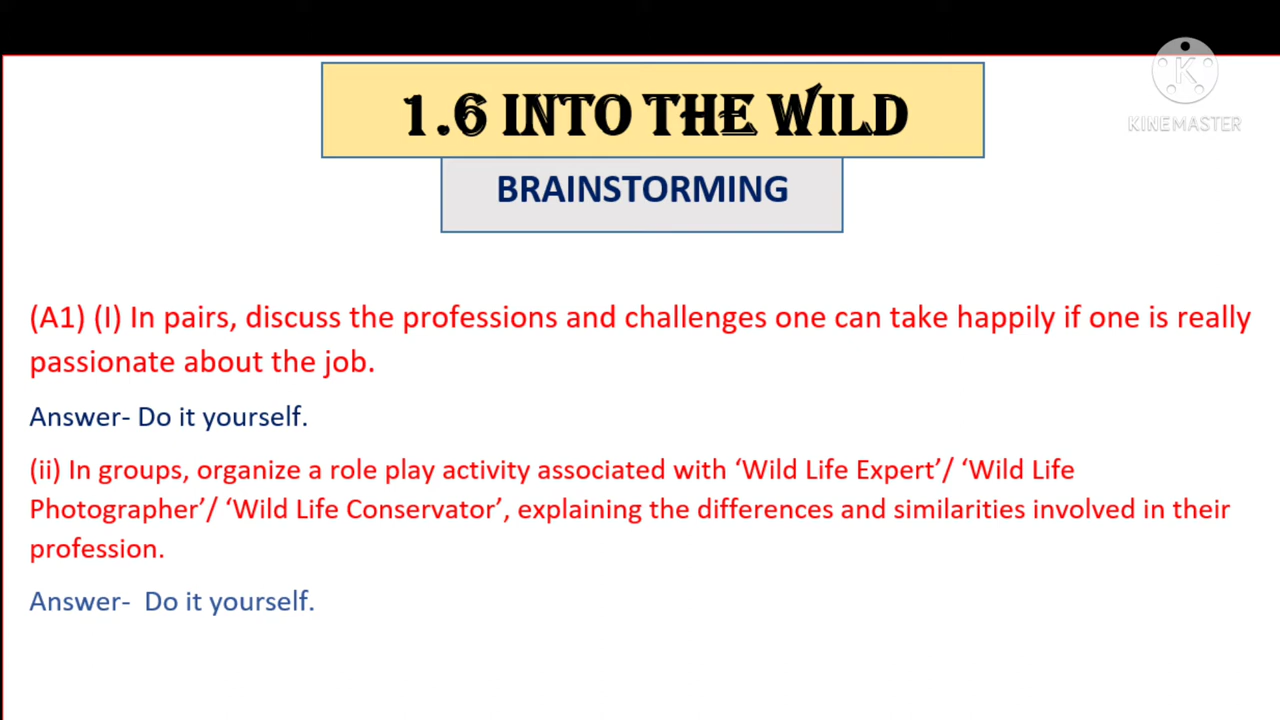 1.6 INTO THE WILD
KINEMASTER
BRAINSTORMING
(A1) (I) In pairs, discuss the professions and challenges one can take happily if one is really
passionate about the job.
Answer- Do it yourself.
(ii) In groups, organize a role play activity associated with ‘Wild Life Expert’/ ‘Wild Life
Photographer’/ ‘Wild Life Conservator’, explaining the differences and similarities involved in their
profession.
Answer-  Do it yourself.